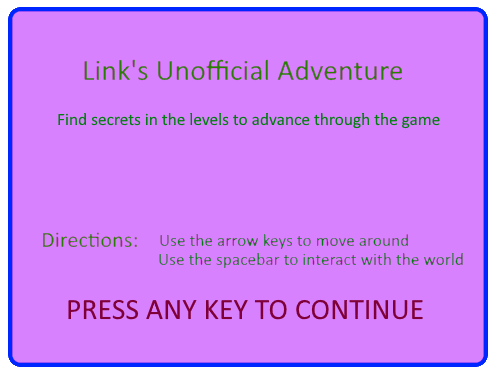 Link's Unofficial Adventure
Find secrets in the levels to advance through the game
Directions: Use the arrow keys to move around
Use the spacebar to interact with the world
PRESS ANY KEY TO CONTINUE